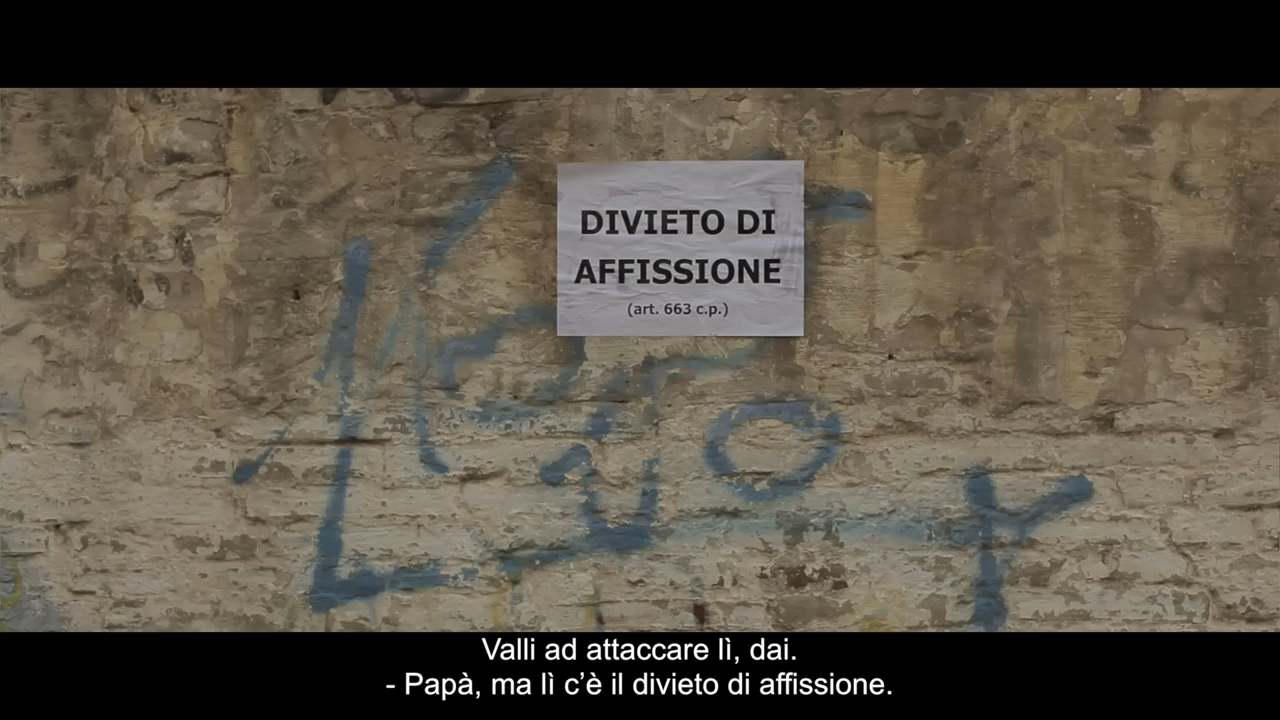 DIVIETO DI
AFFISSIONE
(art. 663 c.p.)
Valli ad attaccare lì, dai.
- Papà, ma lì c’è il divieto di affissione.